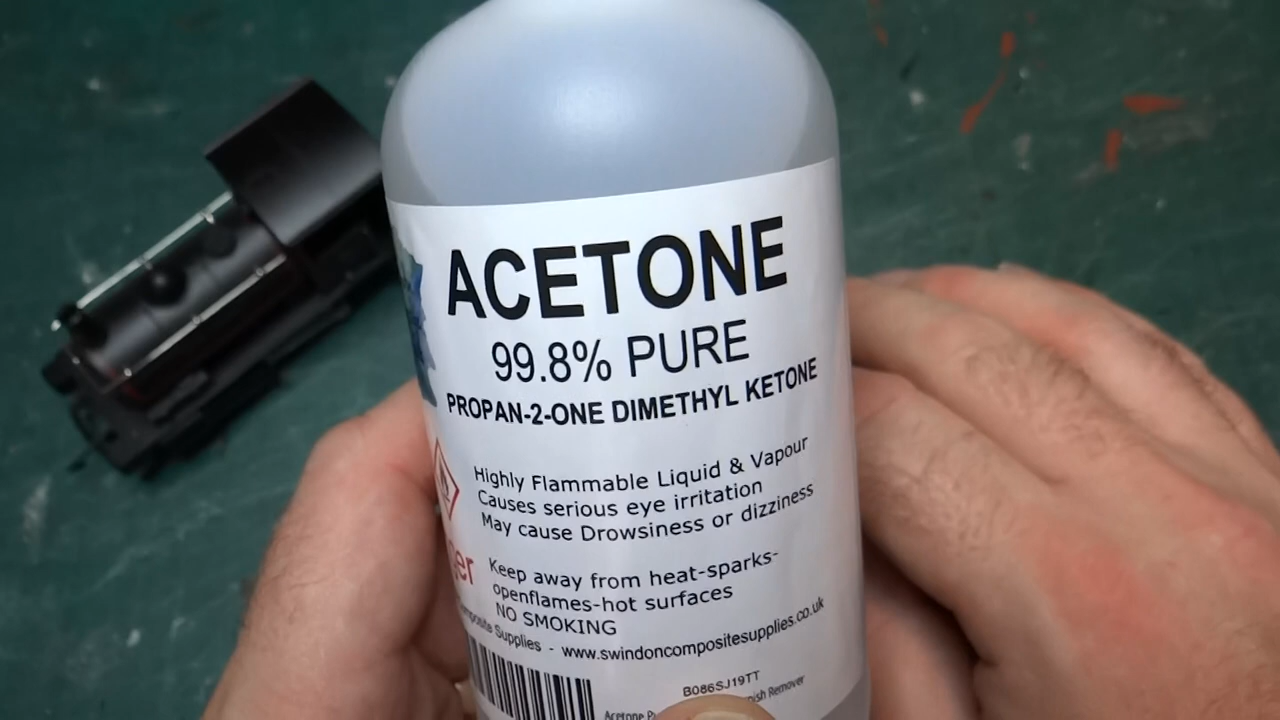 ACETONE
99.8% PURE
PROPAN-2-ONE DIMETHYL KETONE
Highly Flammable Liquid & Vapour
Causes serious eye irritation
May cause Drowsiness or dizziness
Keep away from heat-sparks-
openflames-hot surfaces
NO SMOKING
Supplies - www.swindoncompositesupplies.co.uk
B086SJ19TT
Acetone Remover